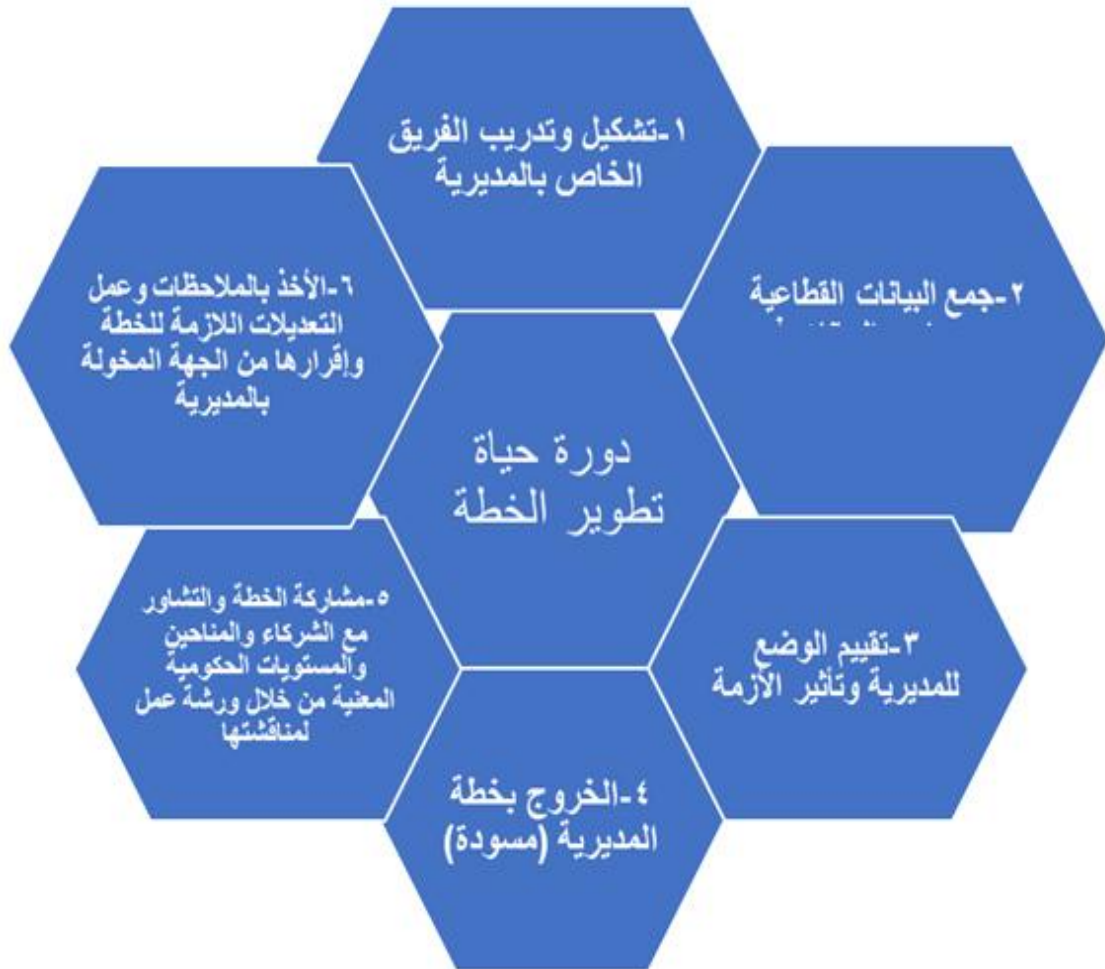 ١-تشكيل وتدريب الفريق
الخاص بالمديرية
٢-جمع البيانات القطاعية
٣-تقييم الوضع
للمديرية وتأثير الأزمة
٤-الخروج بخطة
المديرية (مسودة)
٥-مشاركة الخطة والتشاور
مع الشركاء والمناحين
والمستويات الحكومية
المعنية من خلال ورشة عمل
لمناقشتها
٦-الأخذ بالملاحظات وعمل
التعديلات اللازمة للخطة
وإقرارها من الجهة المخولة
بالمديرية
دورة حياة
تطوير الخطة